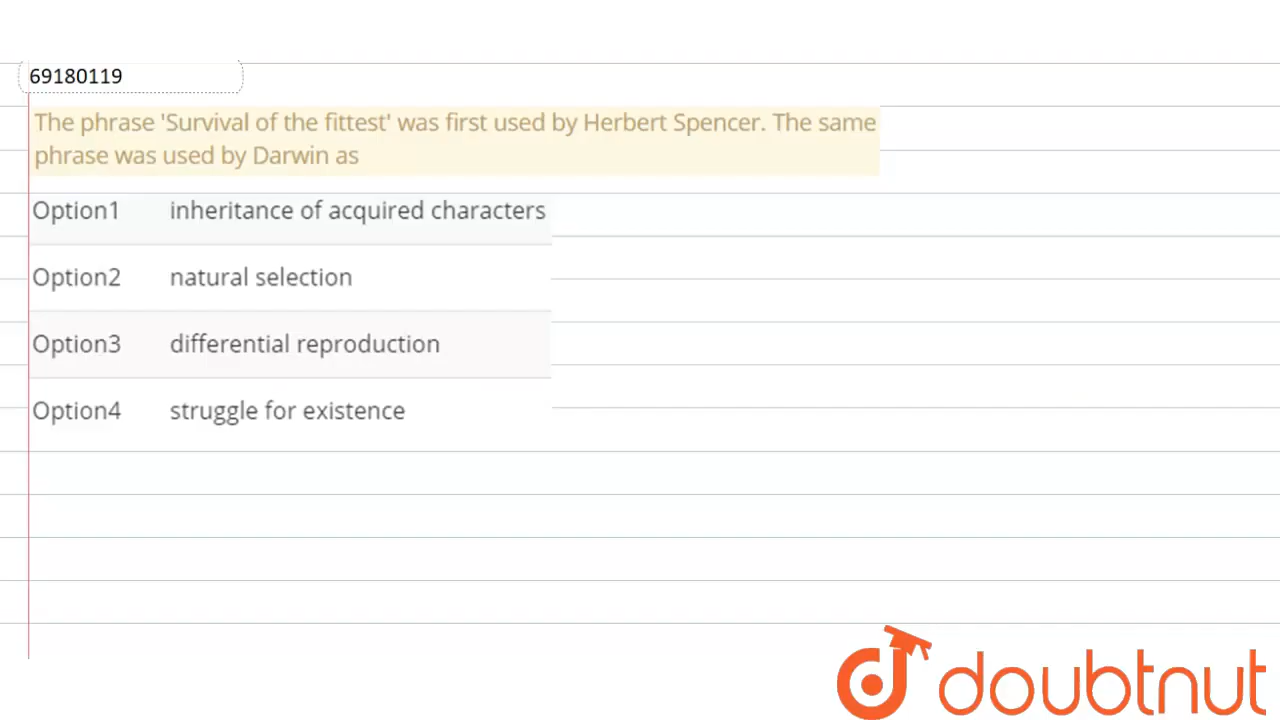 69180119
The phrase 'Survival of the fittest' was first used by Herbert Spencer. The same
phrase was used by Darwin as
Option1 inheritance of acquired characters
Option2 natural selection
Option3 differential reproduction
Option4 struggle for existence
doubtnut